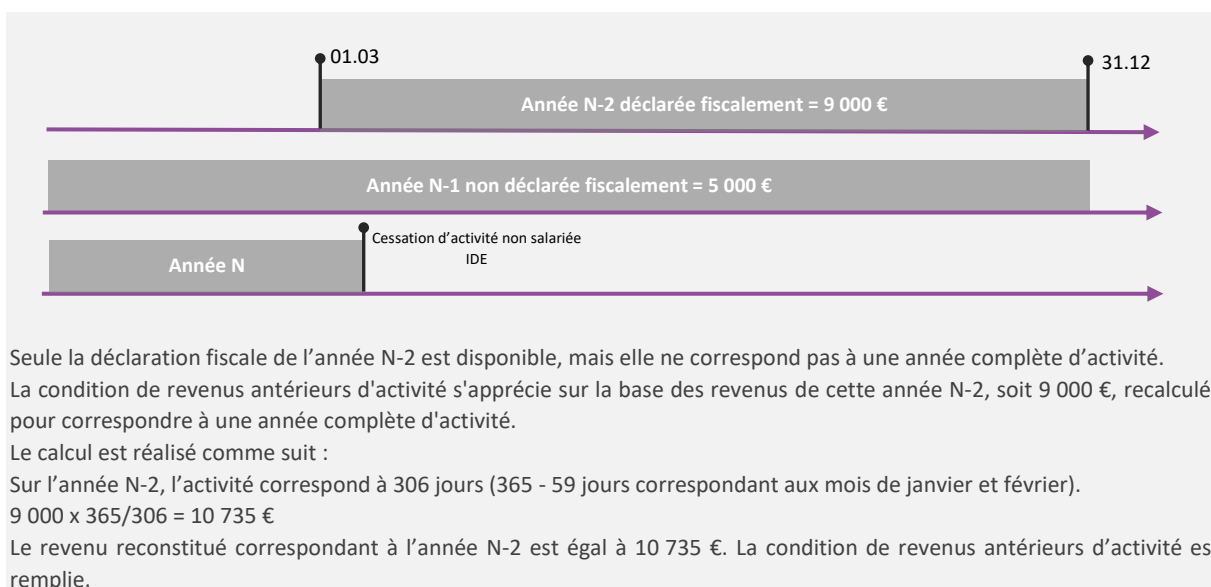 01.03
31.12
Année N-2 déclarée fiscalement = 9 000 €
Année N-1 non déclarée fiscalement = 5 000 €
Cessation d’activité non salariée
IDE
Année N
Seule la déclaration fiscale de l’année N-2 est disponible, mais elle ne correspond pas à une année complète d’activité.
La condition de revenus antérieurs d'activité s'apprécie sur la base des revenus de cette année N-2, soit 9 000 €, recalculé
pour correspondre à une année complète d'activité.
Le calcul est réalisé comme suit :
Sur l’année N-2, l’activité correspond à 306 jours (365 - 59 jours correspondant aux mois de janvier et février).
9 000 x 365/306 = 10 735 €
Le revenu reconstitué correspondant à l’année N-2 est égal à 10 735 €. La condition de revenus antérieurs d’activité es
remplie.